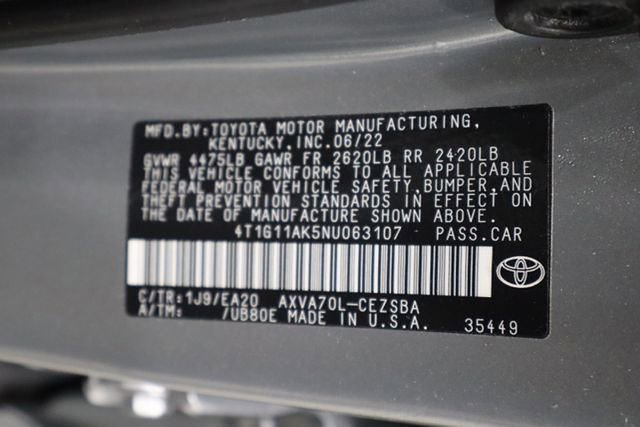 MFD.BY:TOYOTA MOTOR MANUFACTURING,
KENTUCKY,INC.06/22
GVWR 4475LB GAWR FR 2620LB RR 2420LB
THIS VEHICLE CONFORMS TO ALL APPLICABLE
FEDERAL MOTOR VEHICLE SAFETY,BUMPER,AND
THEFT PREVENTION STANDARDS IN EFFECT ON
THE DATE OF MANUFACTURE SHOWN ABOVE.
4T1G11AK5NU063107 PASS.CAR
C/TR:1J9/EA20 AXVA70L-CEZSBA
A/TM: /UB80E MADE IN U.S.A. 35449